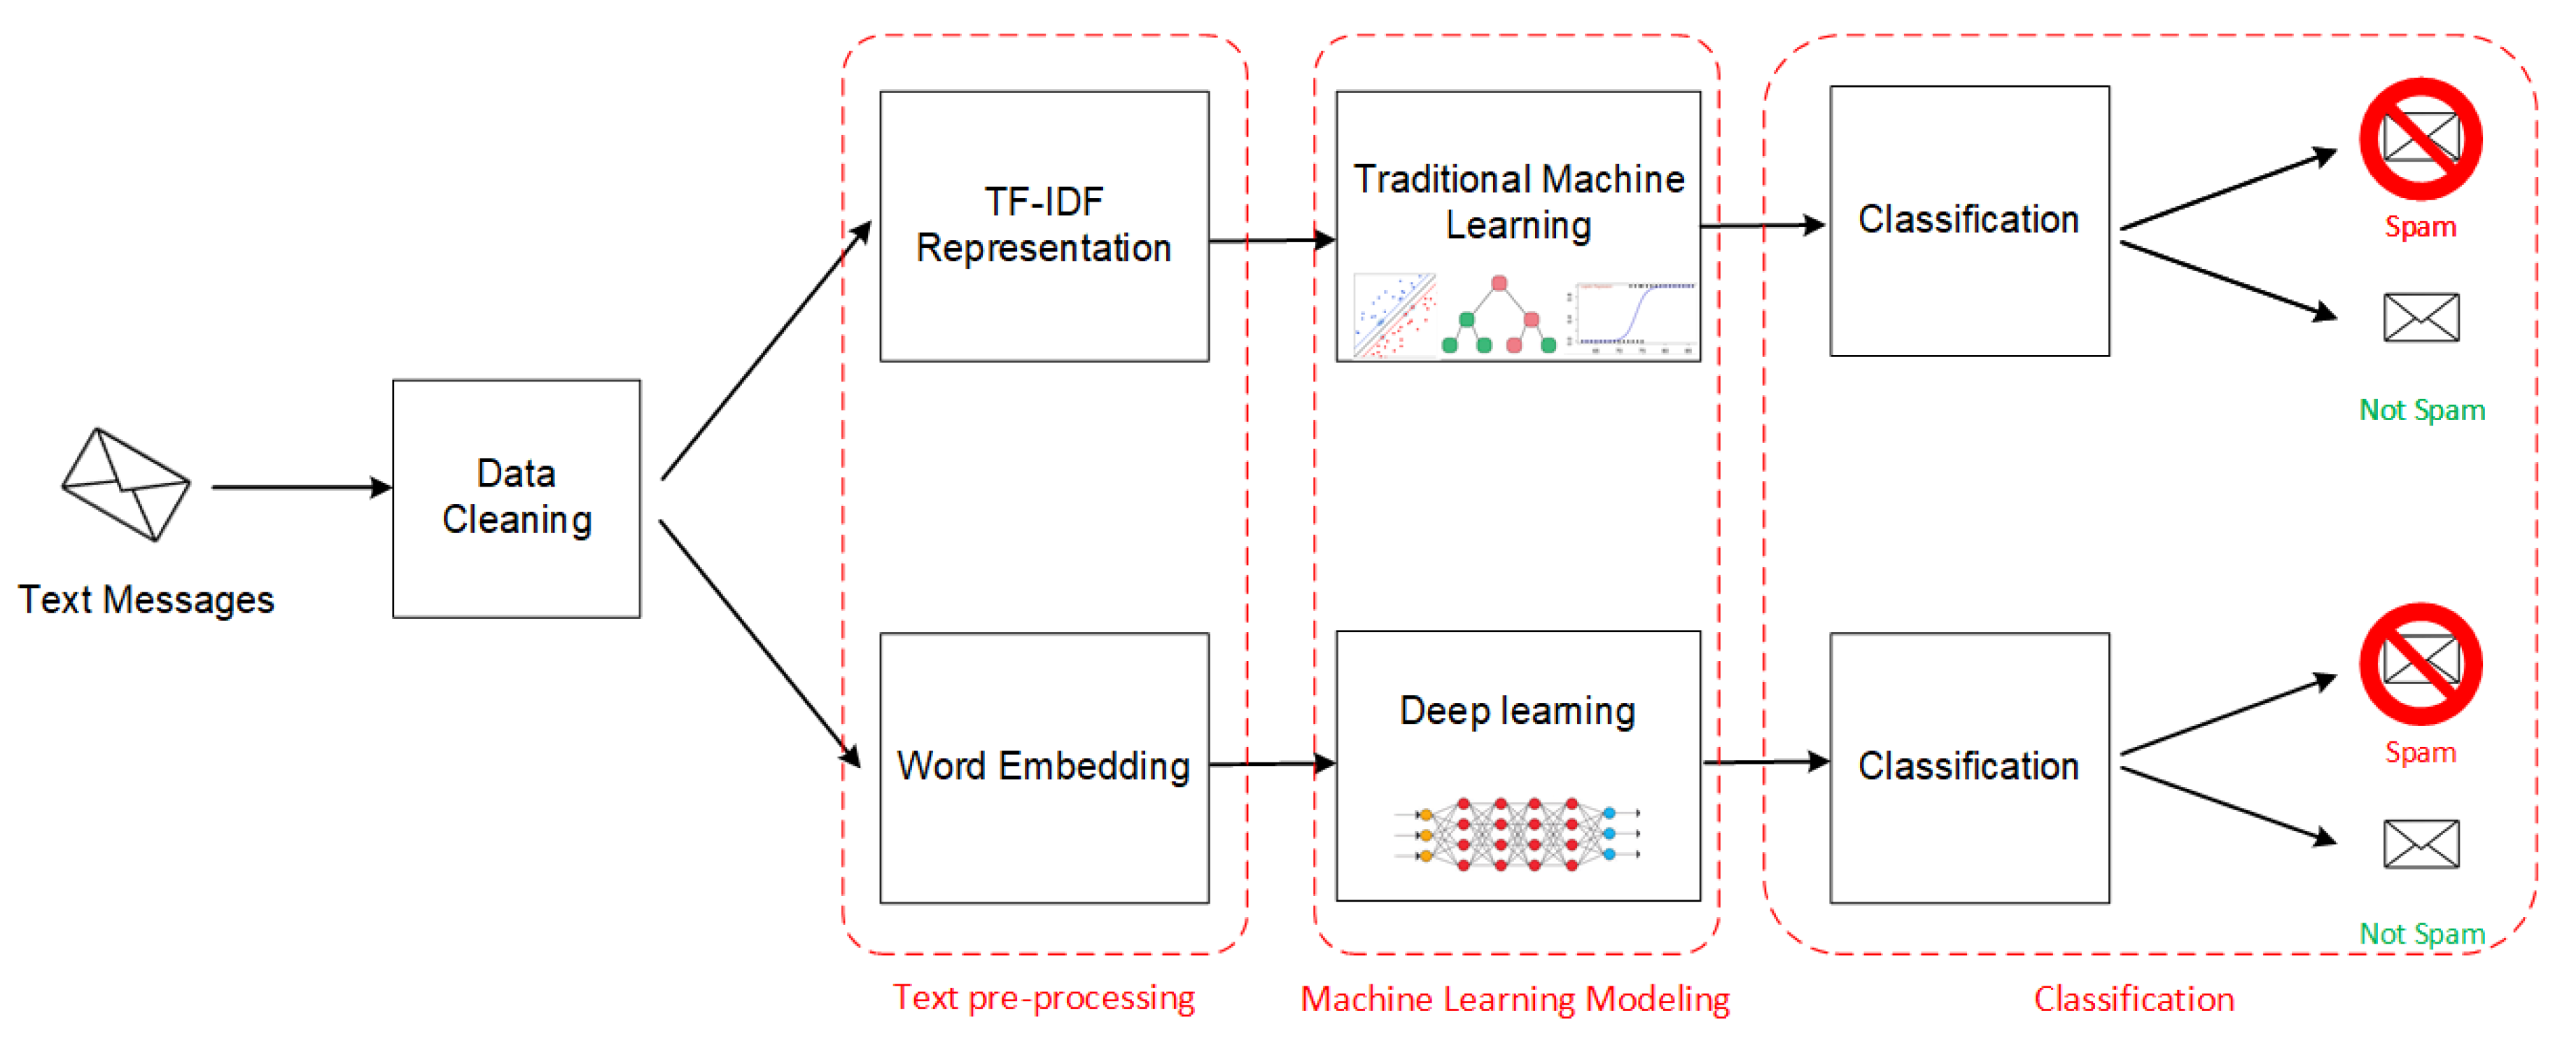 TF-IDF
Representation
Traditional Machine
Learning
Classification
Spam
Not Spam
Data
Cleaning
Text Messages
Word Embedding
Deep learning
Classification
Spam
Not Spam
Text pre-processing
Machine Learning Modeling
Classification